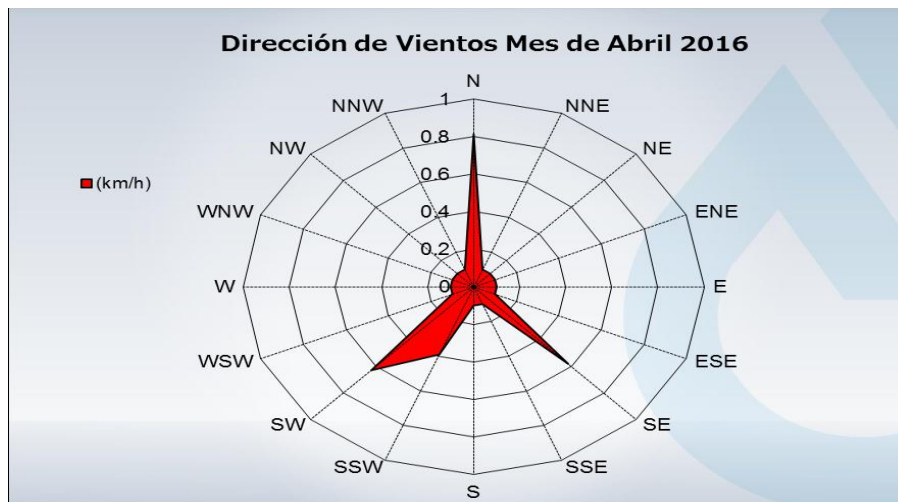 Dirección de Vientos Mes de Abril 2016
N
1
NNW
NNE
0.8
NW
NE
0.6
(km/h)
0.4
WNW
ENE
0.2
W
0
E
WSW
ESE
SW
SE
SSW
SSE
S